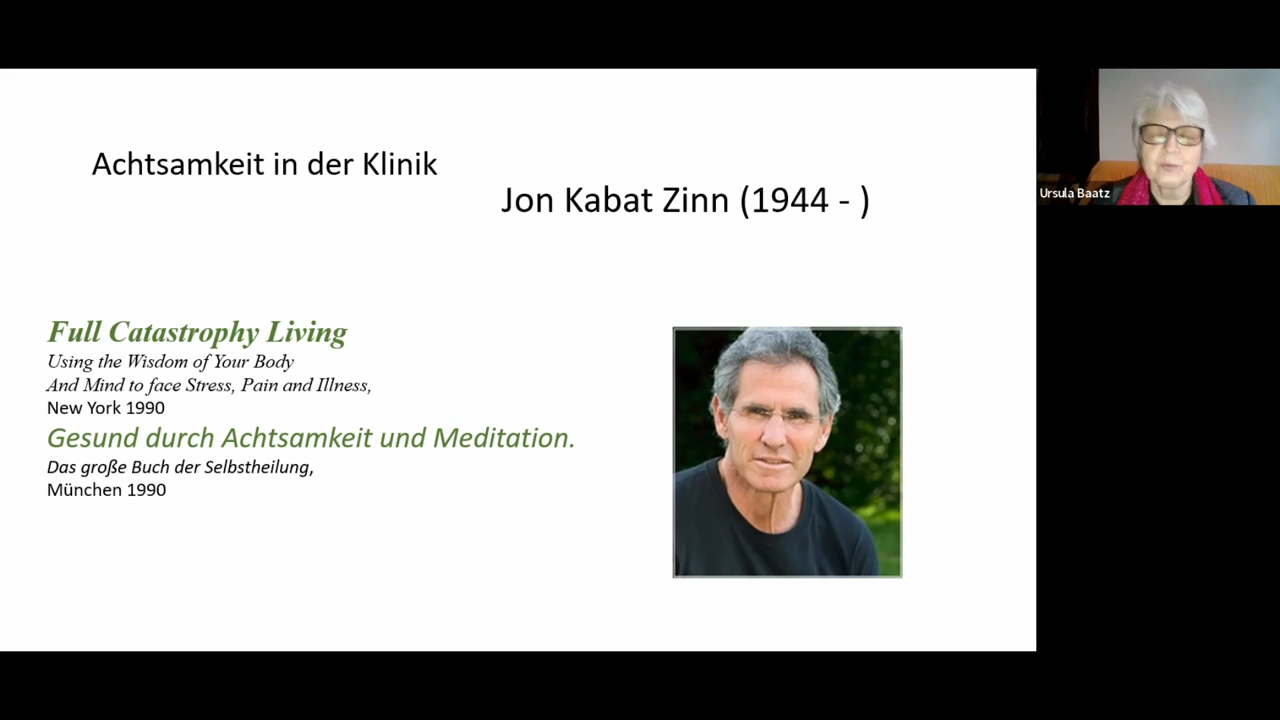 Achtsamkeit in der Klinik
Jon Kabat Zinn (1944 - )
Full Catastrophy Living
Using the Wisdom of Your Body
And Mind to face Stress, Pain and Illness,
New York 1990
Gesund durch Achtsamkeit und Meditation.
Das große Buch der Selbstheilung,
München 1990
Ursula Baatz